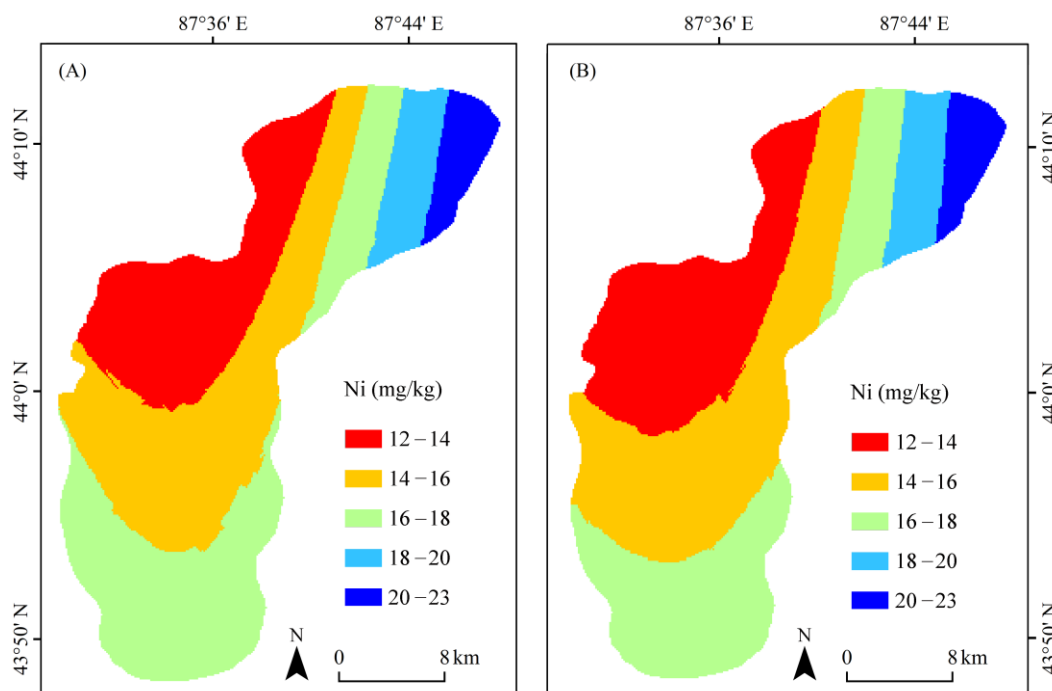 87°36' E 87°44' E 87°36' E 87°44' E
(A) (B)
44°10' N 44°10' N
44°0' N 44°0' N
43°50' N 43°50' N
Ni (mg/kg)
12–14
14–16
16–18
18–20
20–23
N
0 8 km
Ni (mg/kg)
12–14
14–16
16–18
18–20
20–23
N
0 8 km